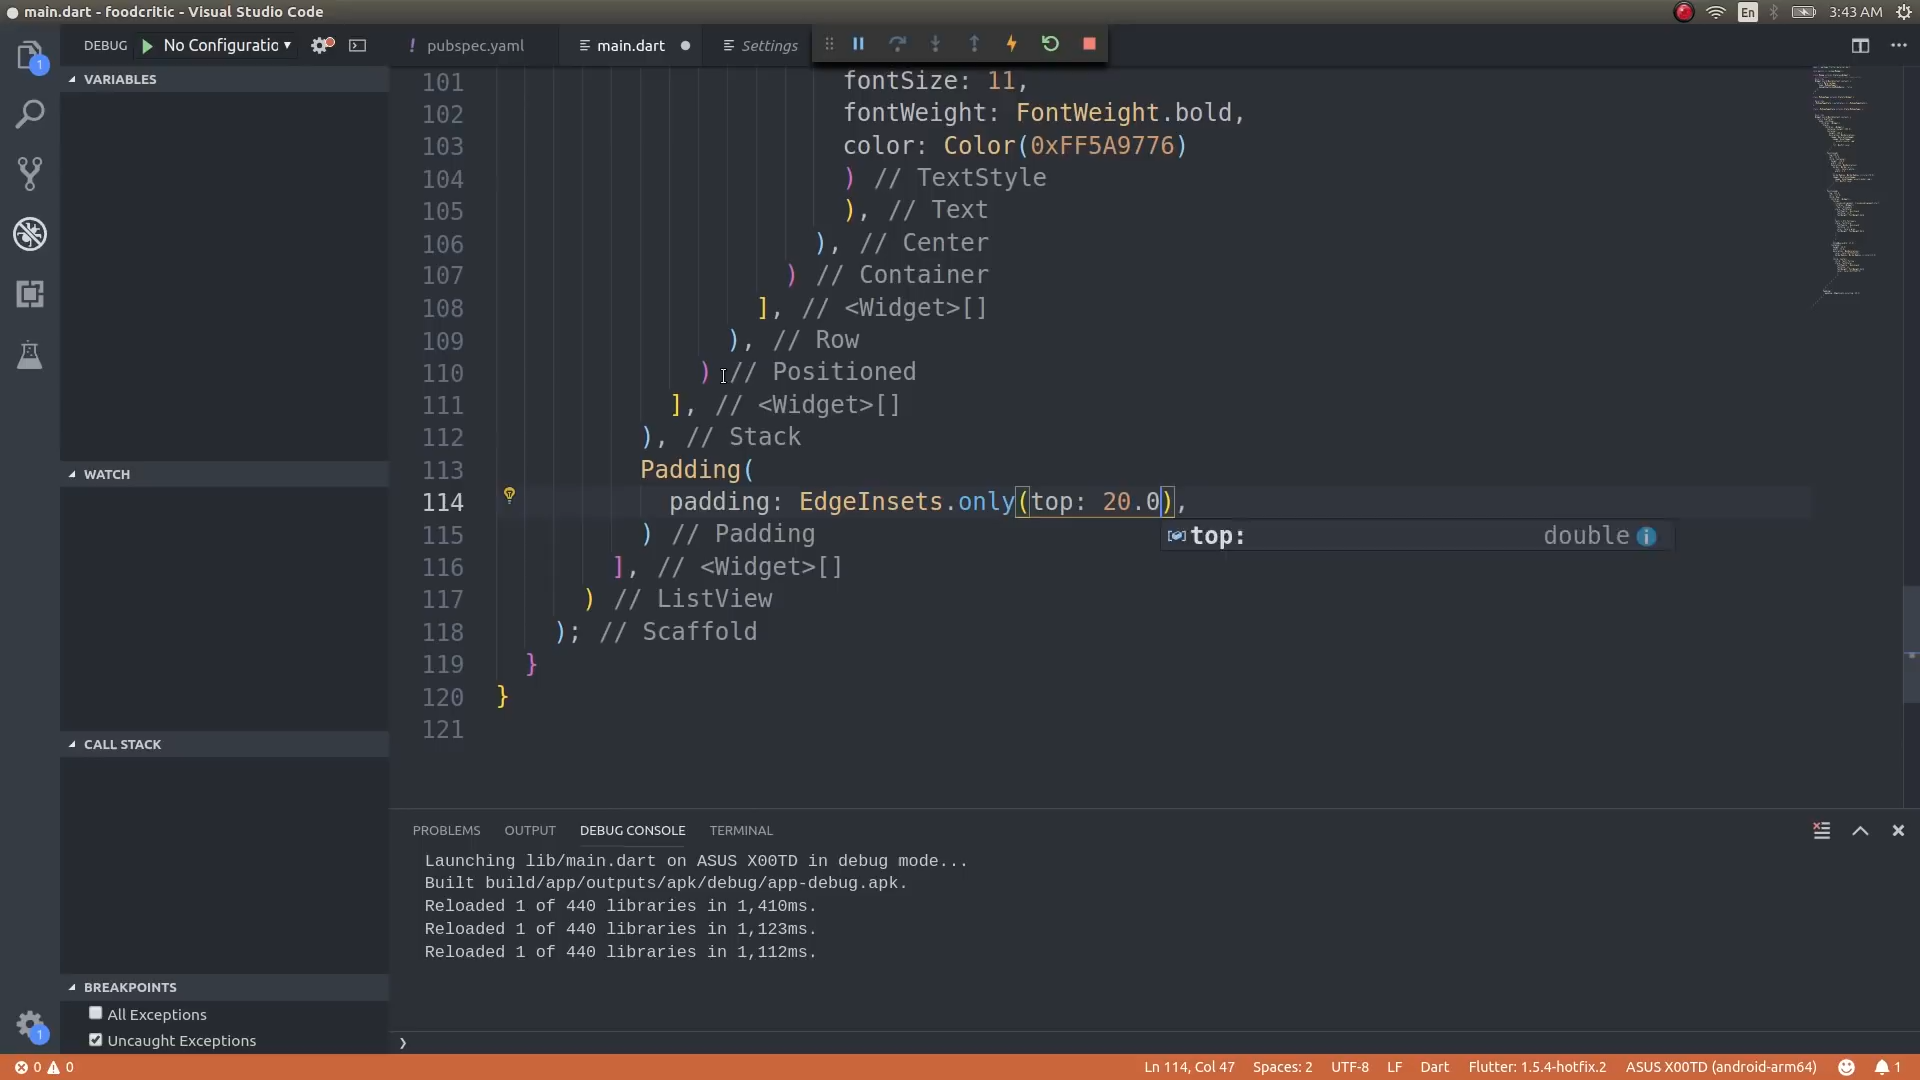 main.dart - foodcritic - Visual Studio Code
En
3:43 AM
1
DEBUG
No Configuratio
pubspec.yaml
main.dart
Settings
VARIABLES
WATCH
CALL STACK
BREAKPOINTS
All Exceptions
Uncaught Exceptions
1
101 fontSize: 11,
102 fontWeight: FontWeight.bold,
103 color: Color(0xFF5A9776)
104 ) // TextStyle
105 ), // Text
106 ), // Center
107 ) // Container
108 ], // <Widget>[]
109 ), // Row
110 ) // Positioned
111 ], // <Widget>[]
112 ), // Stack
113 Padding(
114 padding: EdgeInsets.only(top: 20.0),
top: double
115 ) // Padding
116 ], // <Widget>[]
117 ) // ListView
118 ); // Scaffold
119 }
120 }
121
PROBLEMS OUTPUT DEBUG CONSOLE TERMINAL
Launching lib/main.dart on ASUS X00TD in debug mode...
Built build/app/outputs/apk/debug/app-debug.apk.
Reloaded 1 of 440 libraries in 1,410ms.
Reloaded 1 of 440 libraries in 1,123ms.
Reloaded 1 of 440 libraries in 1,112ms.
0 0 Ln 114, Col 47 Spaces: 2 UTF-8 LF Dart Flutter: 1.5.4-hotfix.2 ASUS X00TD (android-arm64) 1